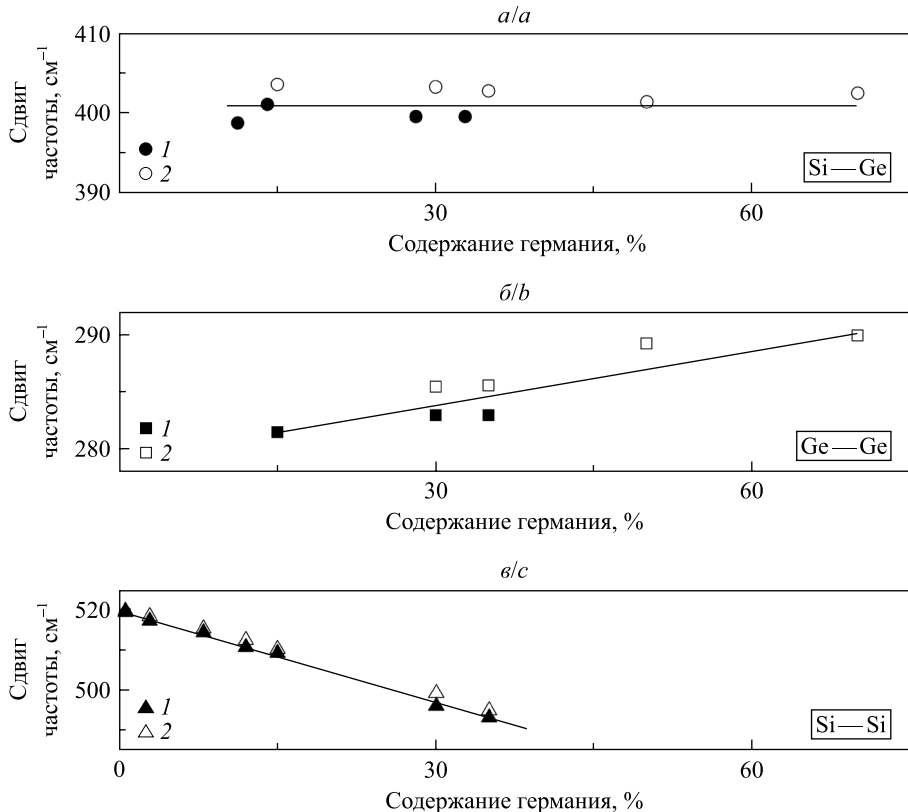 а/a
410
400
390
Сдвиг
частоты, см⁻¹
1
2
Si — Ge
30
60
Содержание германия, %
б/b
290
280
Сдвиг
частоты, см⁻¹
1
2
Ge — Ge
30
60
Содержание германия, %
в/c
520
500
Сдвиг
частоты, см⁻¹
1
2
Si — Si
0
30
60
Содержание германия, %